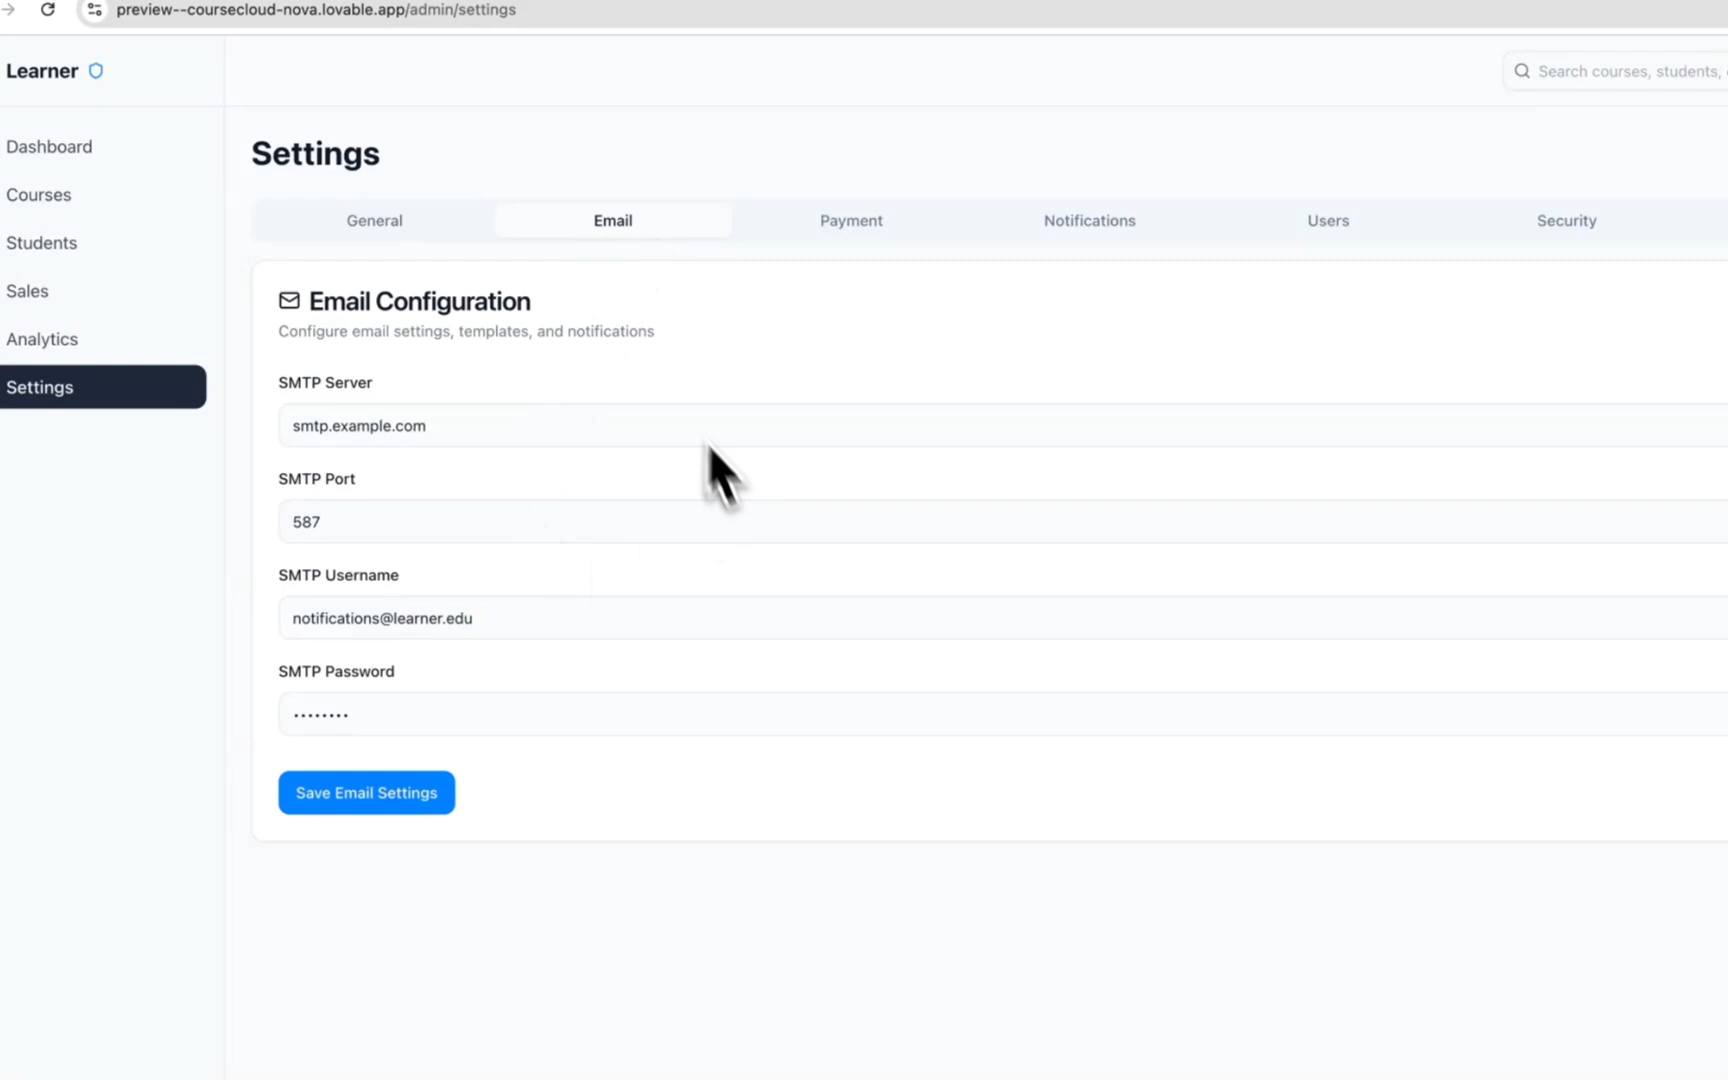 preview--coursecloud-nova.lovable.app/admin/settings
Learner
Search courses, students,
Dashboard
Courses
Students
Sales
Analytics
Settings
Settings
General
Email
Payment
Notifications
Users
Security
Email Configuration
Configure email settings, templates, and notifications
SMTP Server
smtp.example.com
SMTP Port
587
SMTP Username
notifications@learner.edu
SMTP Password
••••••••
Save Email Settings